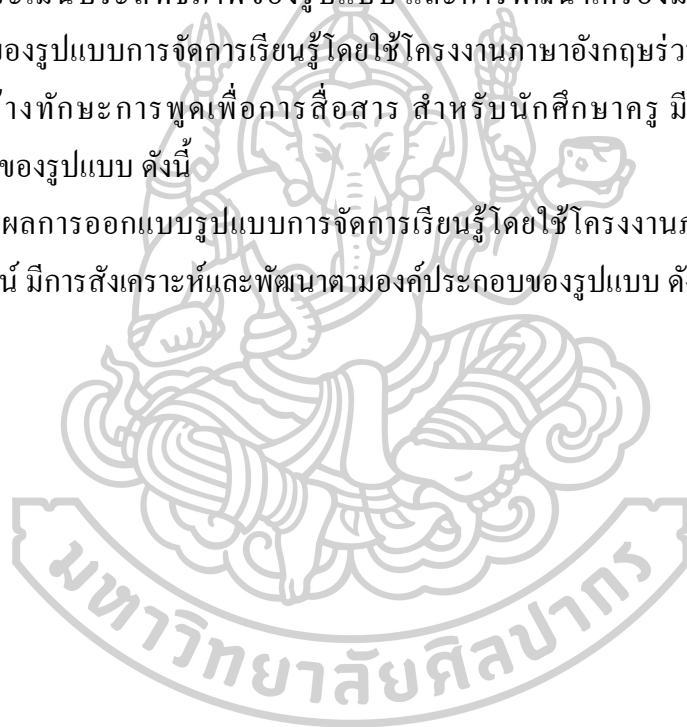 ของรูปแบบการจัดการเรียนรู้โดยใช้โครงงานภาษาอังกฤษร่ว
างทักษะการพูดเพื่อการสื่อสาร สำหรับนักศึกษาครู มี
ของรูปแบบ ดังนี้
ผลการออกแบบรูปแบบการจัดการเรียนรู้โดยใช้โครงงานภ
น์ มีการสังเคราะห์และพัฒนาตามองค์ประกอบของรูปแบบ ดัง
มหาวิทยาลัยศิลปากร